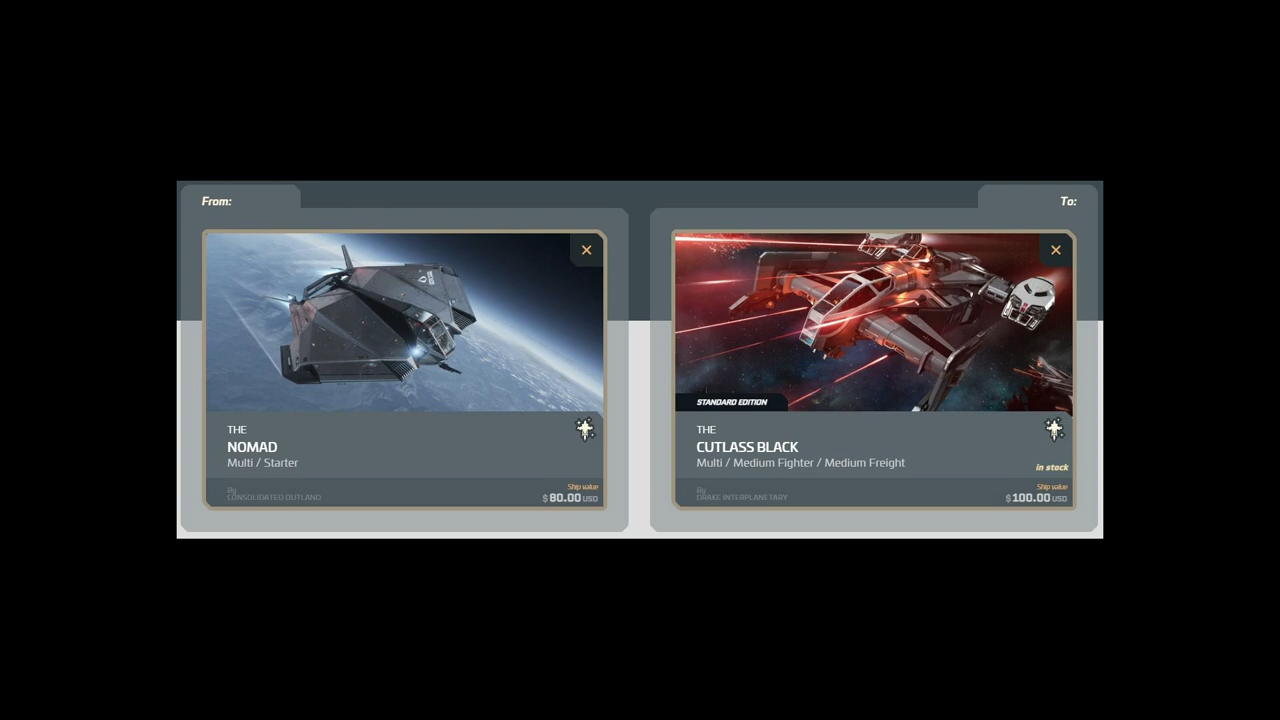 From:
THE
NOMAD
Multi / Starter
By
CONSOLIDATED OUTLAND
Ship value
$ 80.00 USD
To:
STANDARD EDITION
THE
CUTLASS BLACK
Multi / Medium Fighter / Medium Freight
in stock
By
DRAKE INTERPLANETARY
Ship value
$ 100.00 USD